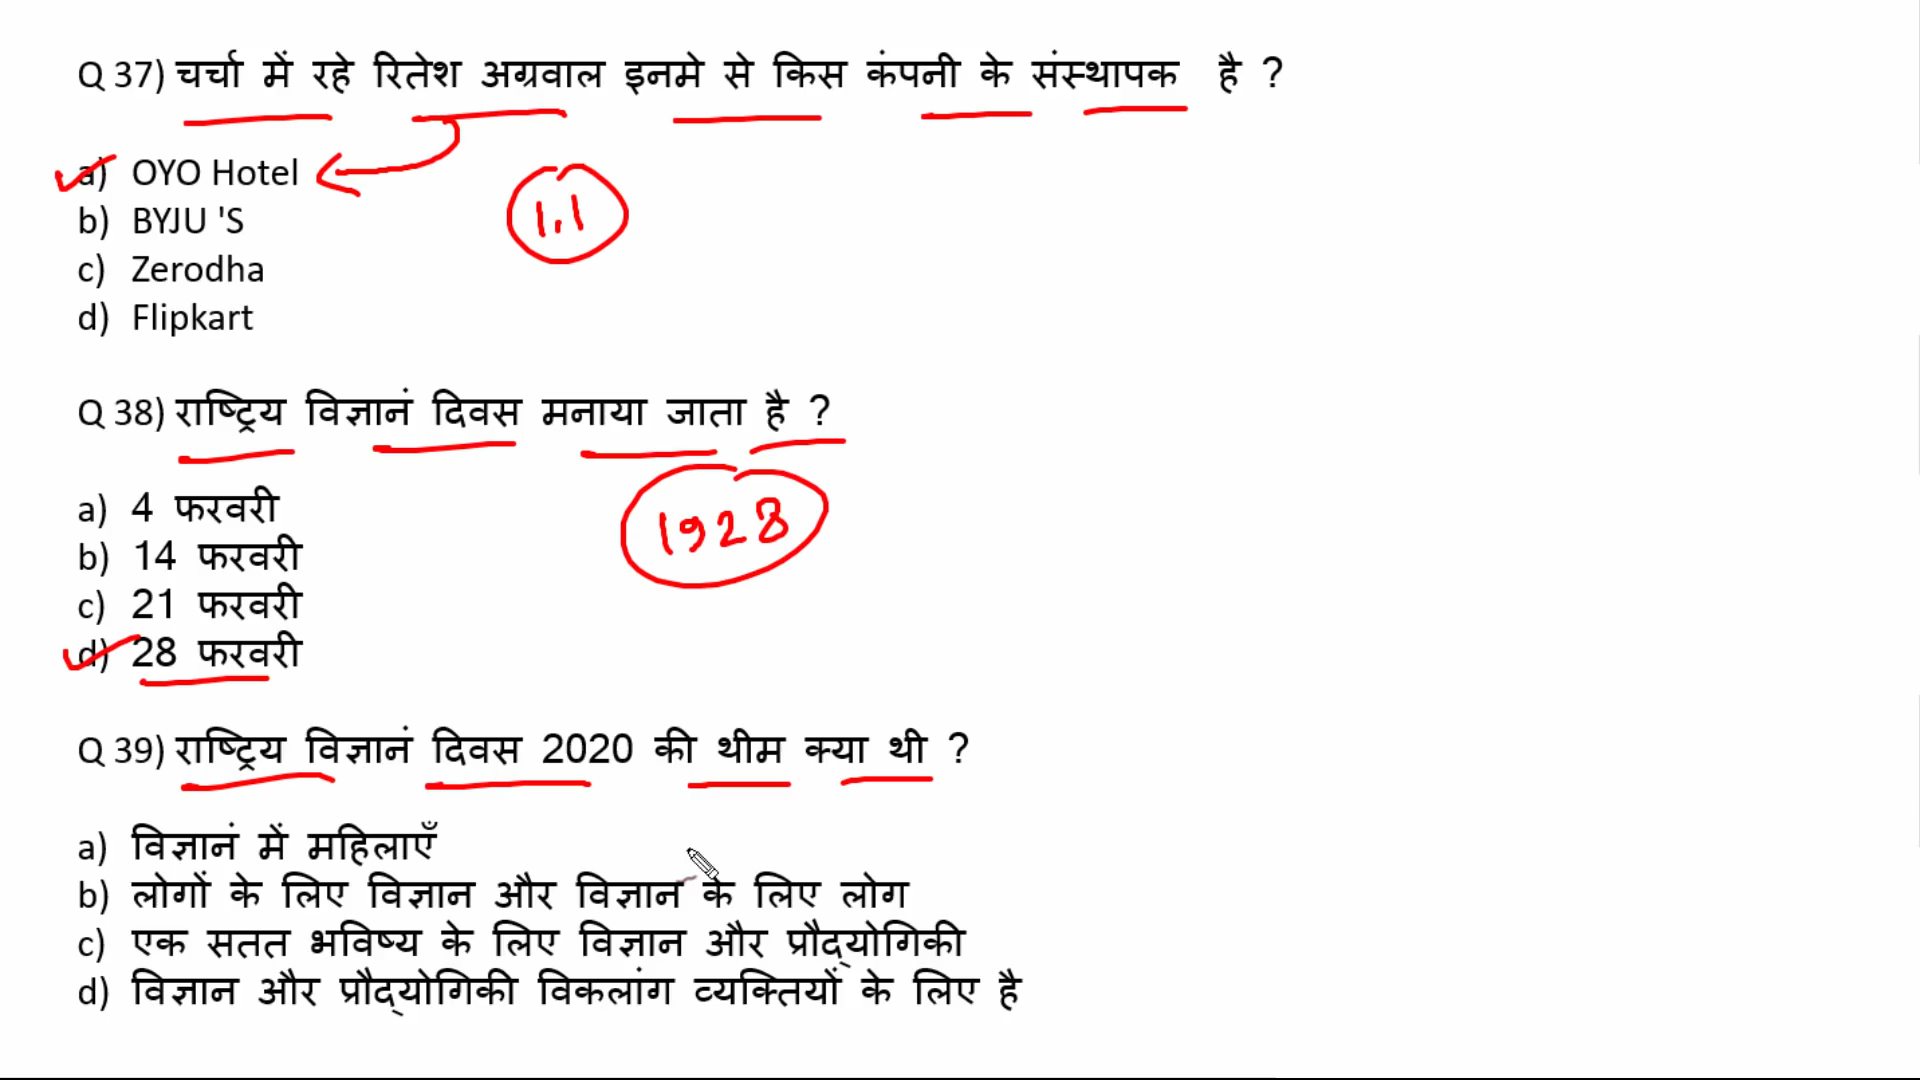 Q 37) चर्चा में रहे रितेश अग्रवाल इनमे से किस कंपनी के संस्थापक है ?
a) OYO Hotel
1.1
b) BYJU 'S
c) Zerodha
d) Flipkart
Q 38) राष्ट्रिय विज्ञानं दिवस मनाया जाता है ?
a) 4 फरवरी
1928
b) 14 फरवरी
c) 21 फरवरी
d) 28 फरवरी
Q 39) राष्ट्रिय विज्ञानं दिवस 2020 की थीम क्या थी ?
a) विज्ञानं में महिलाएँ
b) लोगों के लिए विज्ञान और विज्ञान के लिए लोग
c) एक सतत भविष्य के लिए विज्ञान और प्रौद्योगिकी
d) विज्ञान और प्रौद्योगिकी विकलांग व्यक्तियों के लिए है